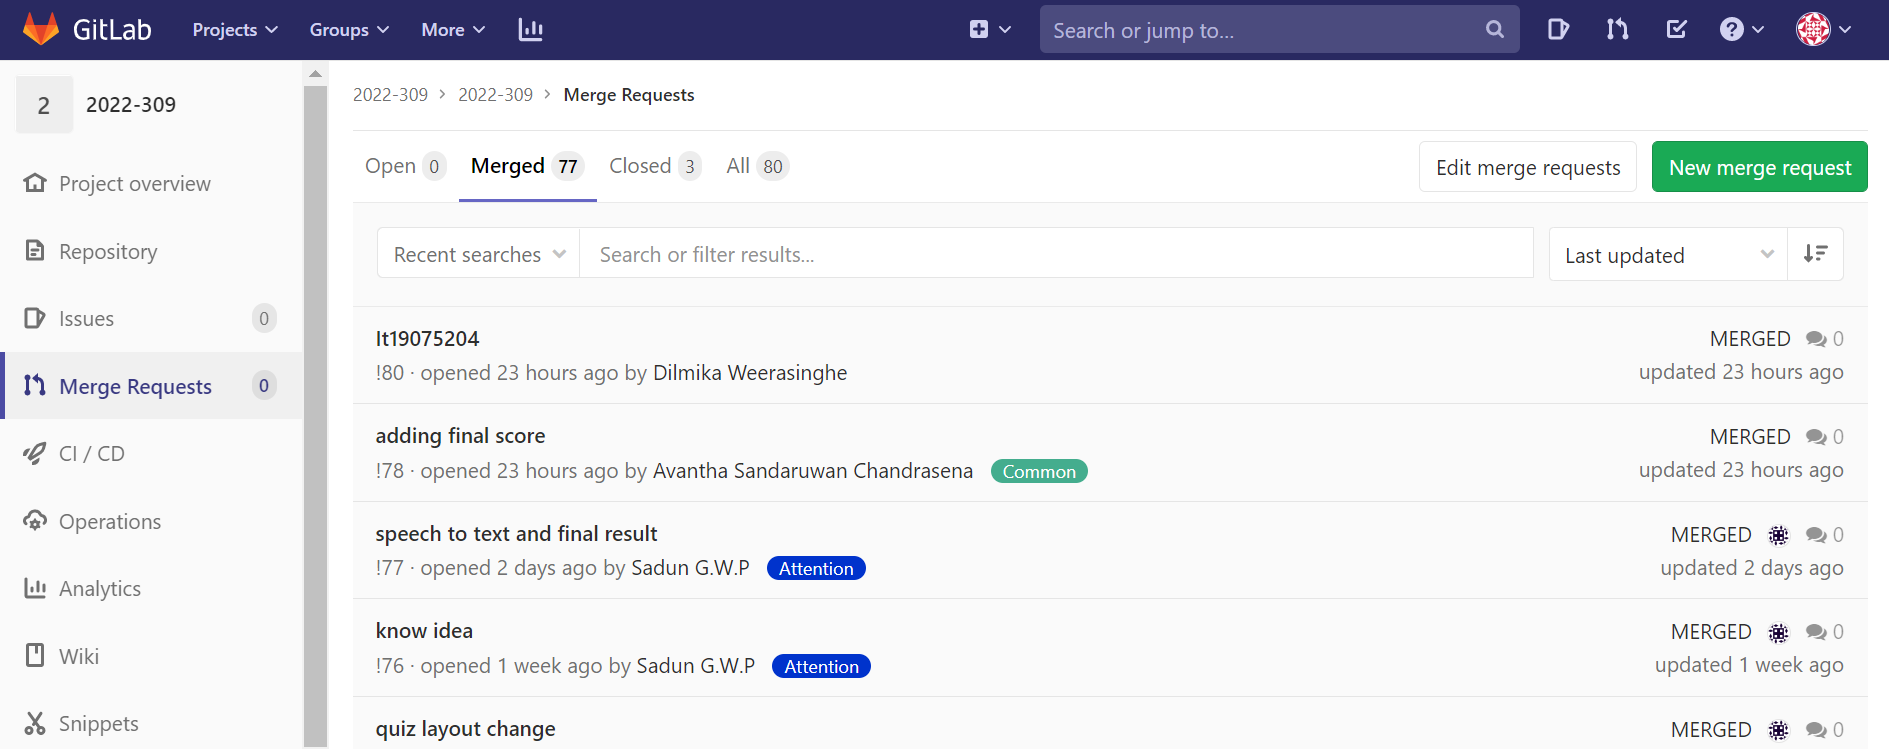 GitLab Projects Groups More Search or jump to...
2 2022-309
Project overview
Repository
Issues 0
Merge Requests 0
CI / CD
Operations
Analytics
Wiki
Snippets
2022-309 › 2022-309 › Merge Requests
Open 0 Merged 77 Closed 3 All 80 Edit merge requests New merge request
Recent searches Search or filter results... Last updated
It19075204 MERGED 0
!80 · opened 23 hours ago by Dilmika Weerasinghe updated 23 hours ago
adding final score MERGED 0
!78 · opened 23 hours ago by Avantha Sandaruwan Chandrasena Common updated 23 hours ago
speech to text and final result MERGED 0
!77 · opened 2 days ago by Sadun G.W.P Attention updated 2 days ago
know idea MERGED 0
!76 · opened 1 week ago by Sadun G.W.P Attention updated 1 week ago
quiz layout change MERGED 0